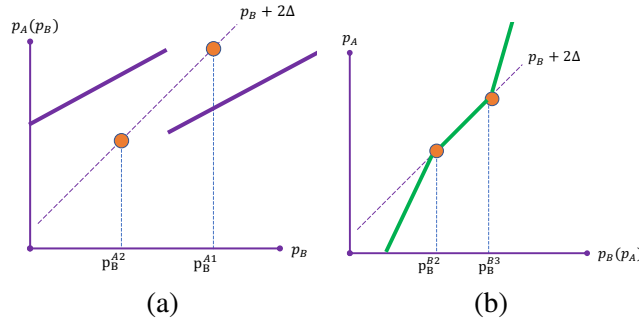 p_A(p_B)
p_B + 2Δ
p_B^{A2}
p_B^{A1}
p_B
(a)
p_A
p_B + 2Δ
p_B^{B2}
p_B^{B3}
p_B(p_A)
(b)